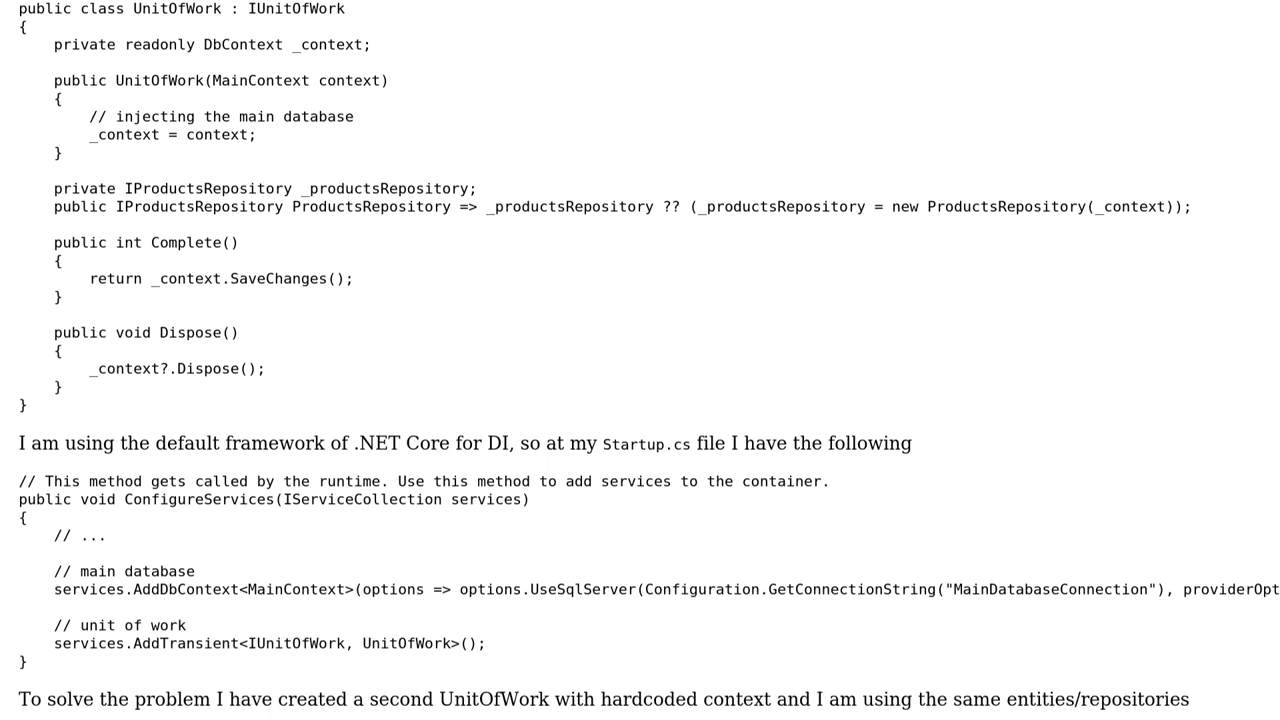 public class UnitOfWork : IUnitOfWork
{
    private readonly DbContext _context;

    public UnitOfWork(MainContext context)
    {
        // injecting the main database
        _context = context;
    }

    private IProductsRepository _productsRepository;
    public IProductsRepository ProductsRepository => _productsRepository ?? (_productsRepository = new ProductsRepository(_context));

    public int Complete()
    {
        return _context.SaveChanges();
    }

    public void Dispose()
    {
        _context?.Dispose();
    }
}
I am using the default framework of .NET Core for DI, so at my Startup.cs file I have the following
// This method gets called by the runtime. Use this method to add services to the container.
public void ConfigureServices(IServiceCollection services)
{
    // ...

    // main database
    services.AddDbContext<MainContext>(options => options.UseSqlServer(Configuration.GetConnectionString("MainDatabaseConnection"), providerOpt

    // unit of work
    services.AddTransient<IUnitOfWork, UnitOfWork>();
}
To solve the problem I have created a second UnitOfWork with hardcoded context and I am using the same entities/repositories